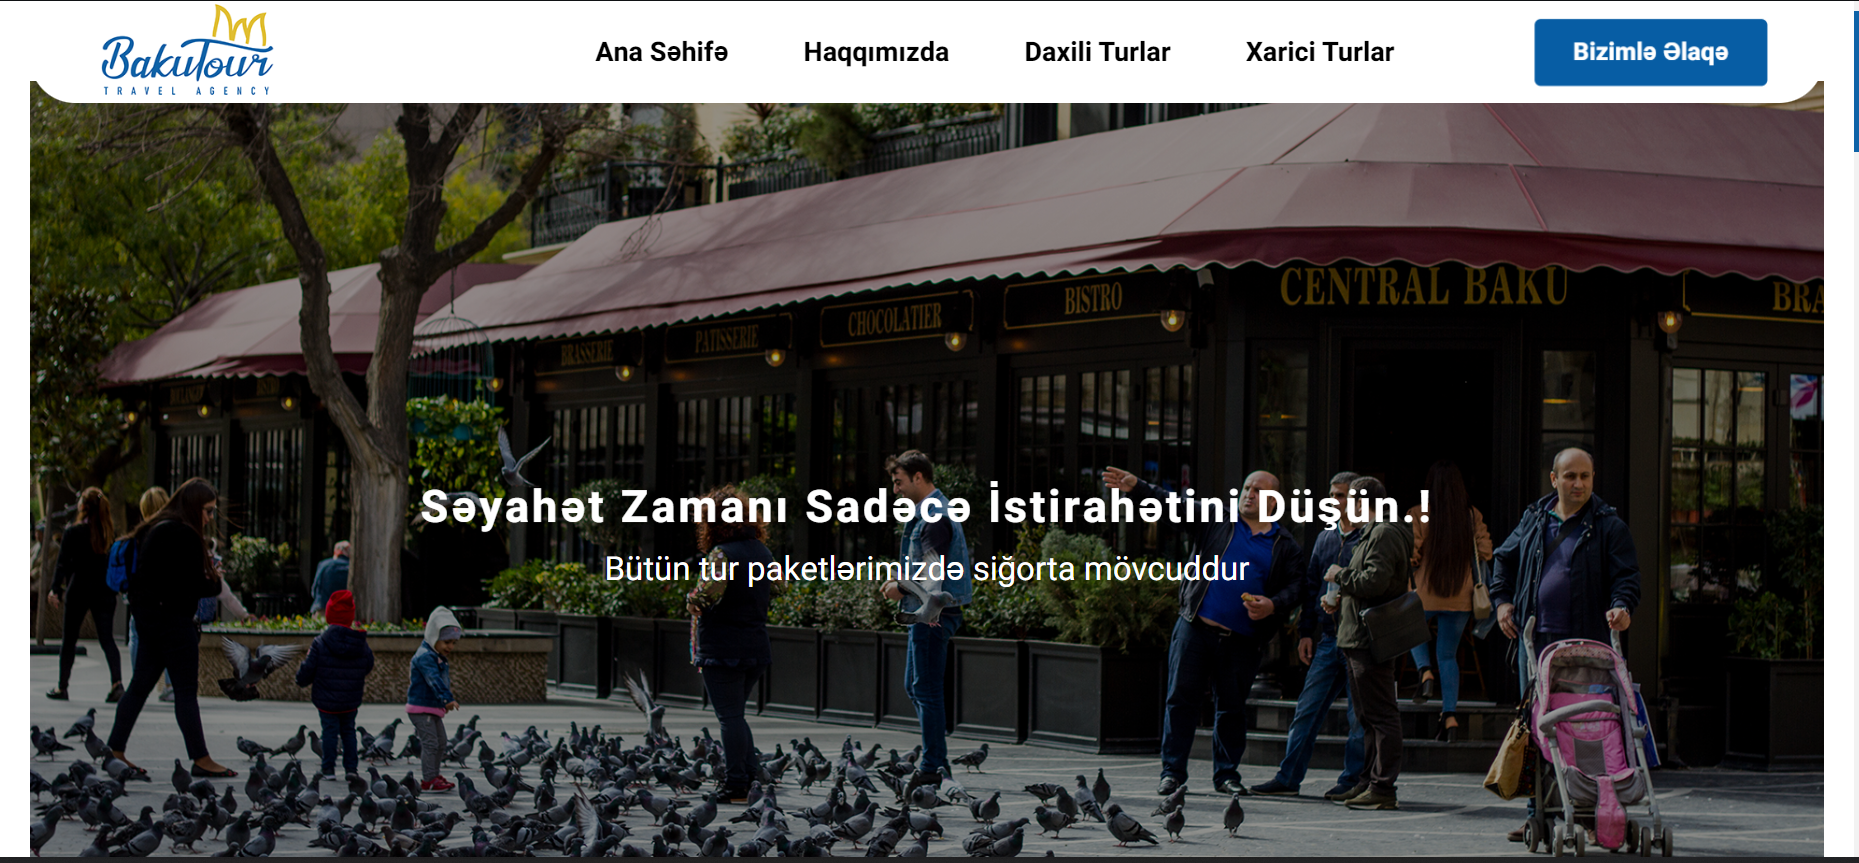 BakuTour
TRAVEL AGENCY
Ana Səhifə
Haqqımızda
Daxili Turlar
Xarici Turlar
Bizimlə Əlaqə
CENTRAL BAKU
BISTRO
CHOCOLATIER
PATISSERIE
BRASSERIE
BRA
Səyahət Zamanı Sadəcə İstirahətini Düşün.!
Bütün tur paketlərimizdə siğorta mövcuddur